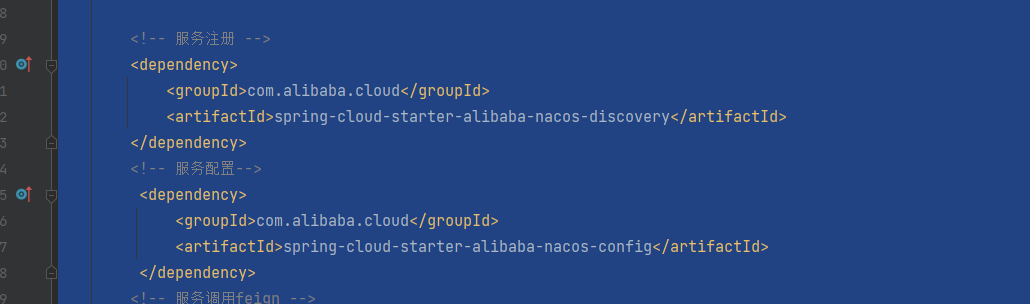 8
9 <!-- 服务注册 -->
0 <dependency>
1 <groupId>com.alibaba.cloud</groupId>
2 <artifactId>spring-cloud-starter-alibaba-nacos-discovery</artifactId>
3 </dependency>
4 <!-- 服务配置-->
5 <dependency>
6 <groupId>com.alibaba.cloud</groupId>
7 <artifactId>spring-cloud-starter-alibaba-nacos-config</artifactId>
8 </dependency>
9 <!-- 服务调用feign -->